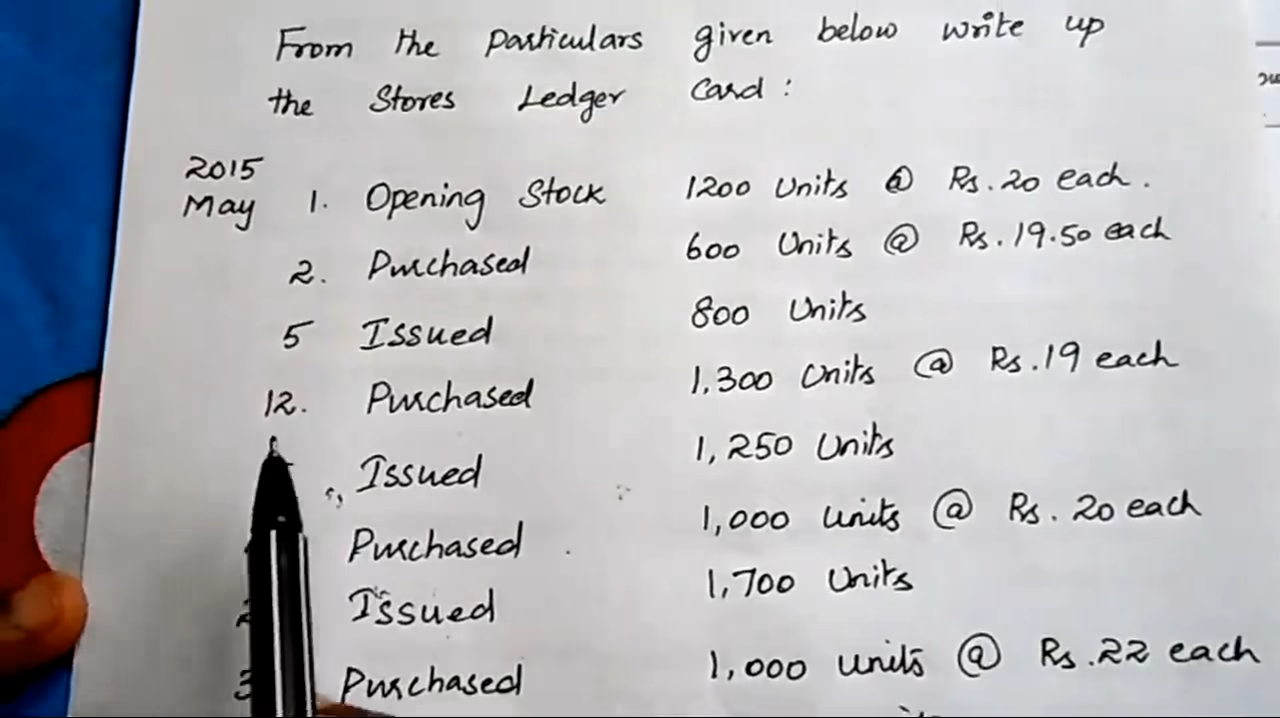 From the Particulars given below write up
the Stores Ledger Card :
2015
May 1. Opening Stock 1200 Units @ Rs. 20 each.
2. Purchased 600 Units @ Rs. 19.50 each
5 Issued 800 Units
12. Purchased 1,300 Units @ Rs. 19 each
Issued 1,250 Units
Purchased 1,000 Units @ Rs. 20 each
Issued 1,700 Units
Purchased 1,000 Units @ Rs. 22 each